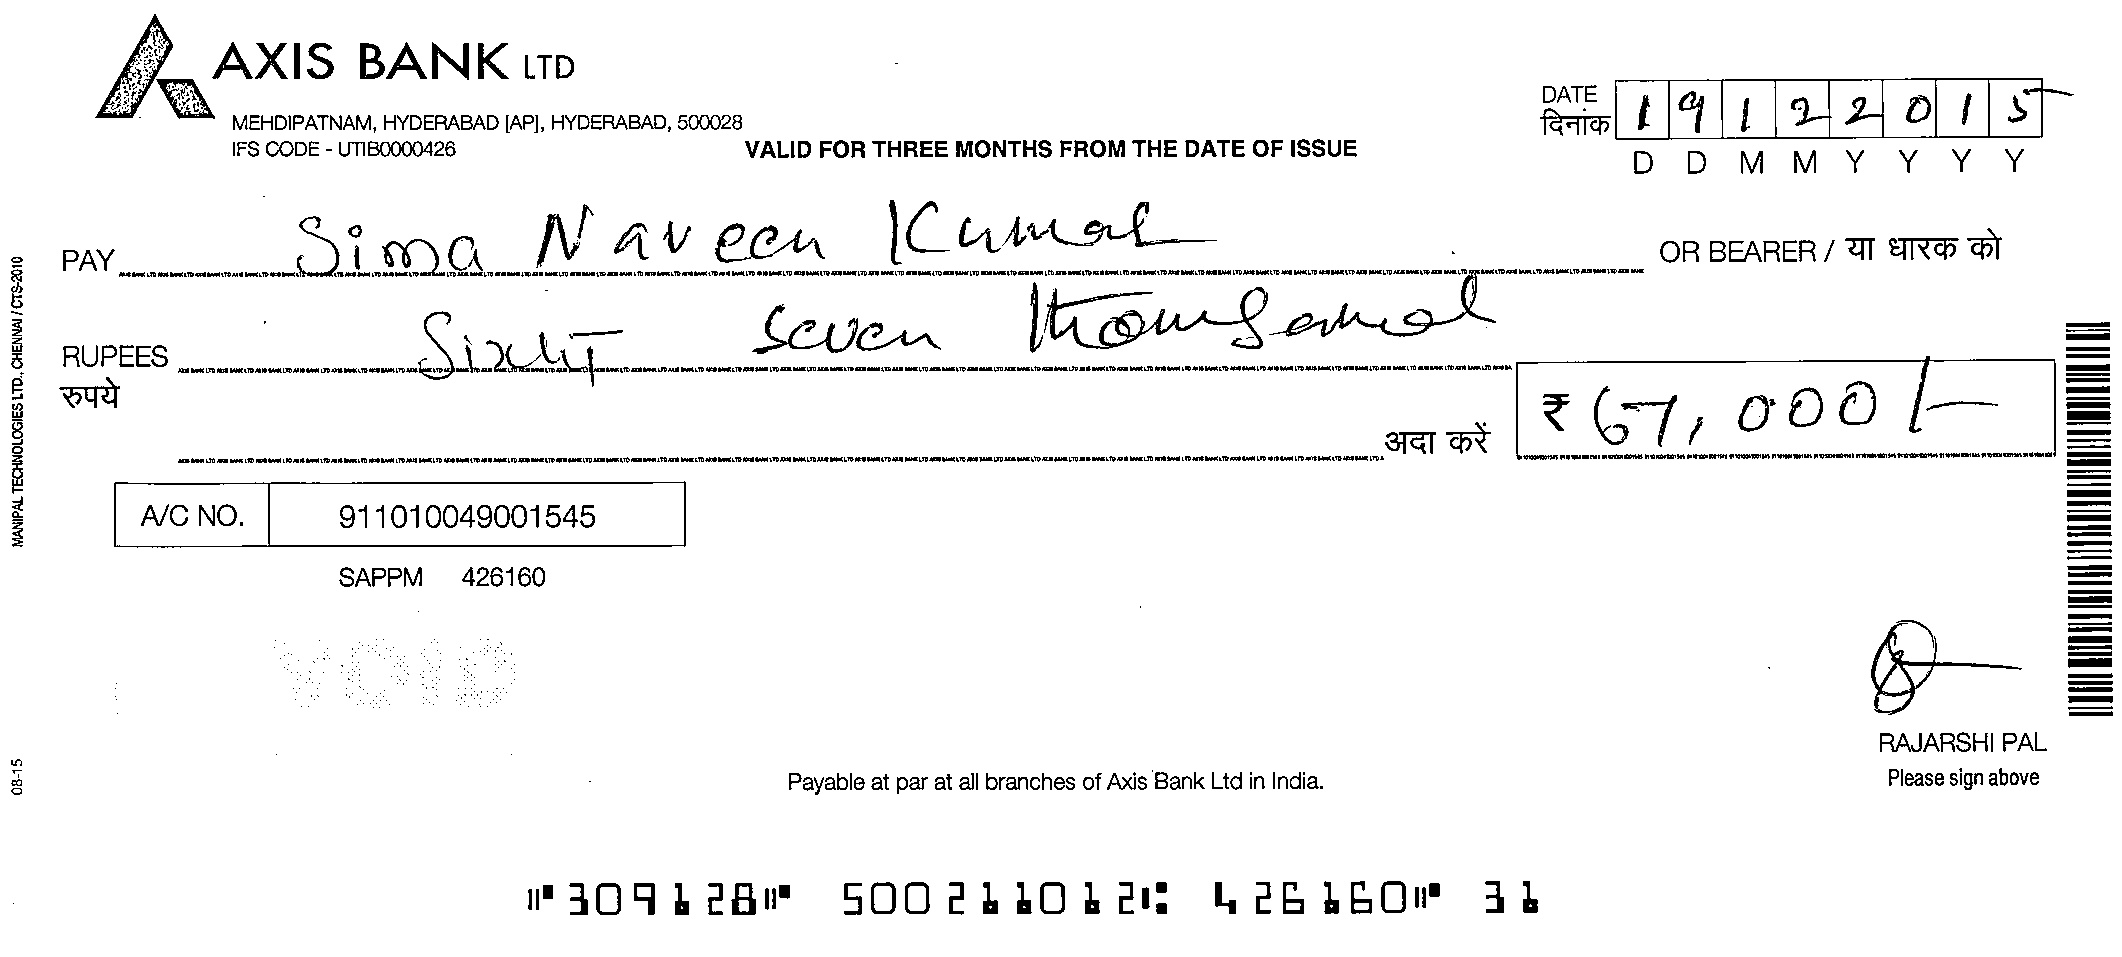 AXIS BANK LTD
MEHDIPATNAM, HYDERABAD [AP], HYDERABAD, 500028
IFS CODE - UTIB0000426
VALID FOR THREE MONTHS FROM THE DATE OF ISSUE
DATE
दिनांक
1 9 1 2 2 0 1 5
D D M M Y Y Y Y
PAY Sima Naveen Kumar OR BEARER / या धारक को
RUPEES Sixty Seven thousand
रुपये
अदा करें ₹ 67,000/-
A/C NO. 911010049001545
SAPPM 426160
VOID
RAJARSHI PAL
Please sign above
Payable at par at all branches of Axis Bank Ltd in India.
309128 500211012 426160 31
MANIPAL TECHNOLOGIES LTD., CHENNAI / CTS-2010
08-15